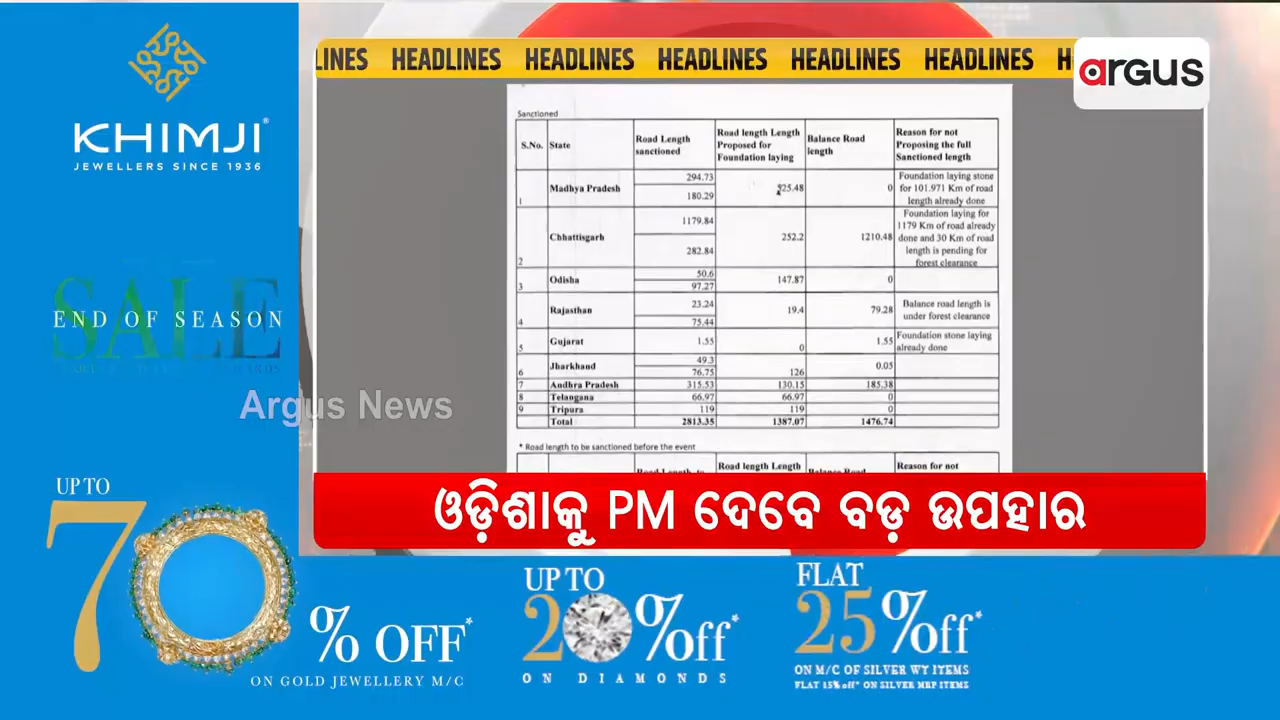 KHIMJI
JEWELLERS SINCE 1936
SALE
END OF SEASON
UP TO
70
% OFF*
ON GOLD JEWELLERY M/C
LINES HEADLINES HEADLINES HEADLINES HEADLINES HEADLINES H
argus
Sanctioned
S.No. State Road Length sanctioned Road length Length Proposed for Foundation laying Balance Road length Reason for not Proposing the full Sanctioned length
1 Madhya Pradesh 294.73 180.29 325.48 0 Foundation laying stone for 101.971 Km of road length already done
2 Chhattisgarh 1179.84 282.84 252.2 1210.48 Foundation laying for 1179 Km of road already done and 30 Km of road length is pending for forest clearance
3 Odisha 50.6 97.27 147.87 0
4 Rajasthan 23.24 75.44 19.4 79.28 Balance road length is under forest clearance
5 Gujarat 1.55 0 1.55 Foundation stone laying already done
6 Jharkhand 49.3 76.75 126 0.05
7 Andhra Pradesh 315.53 130.15 185.38
8 Telangana 66.97 66.97 0
9 Tripura 119 119 0
Total 2813.35 1387.07 1476.74
* Road length to be sanctioned before the event
Road length Length Reason for not
Argus News
ଓଡ଼ିଶାକୁ PM ଦେବେ ବଡ଼ ଉପହାର
UP TO
20%off*
ON DIAMONDS
FLAT
25%off*
ON M/C OF SILVER WT ITEMS
FLAT 15% off* ON SILVER MRP ITEMS